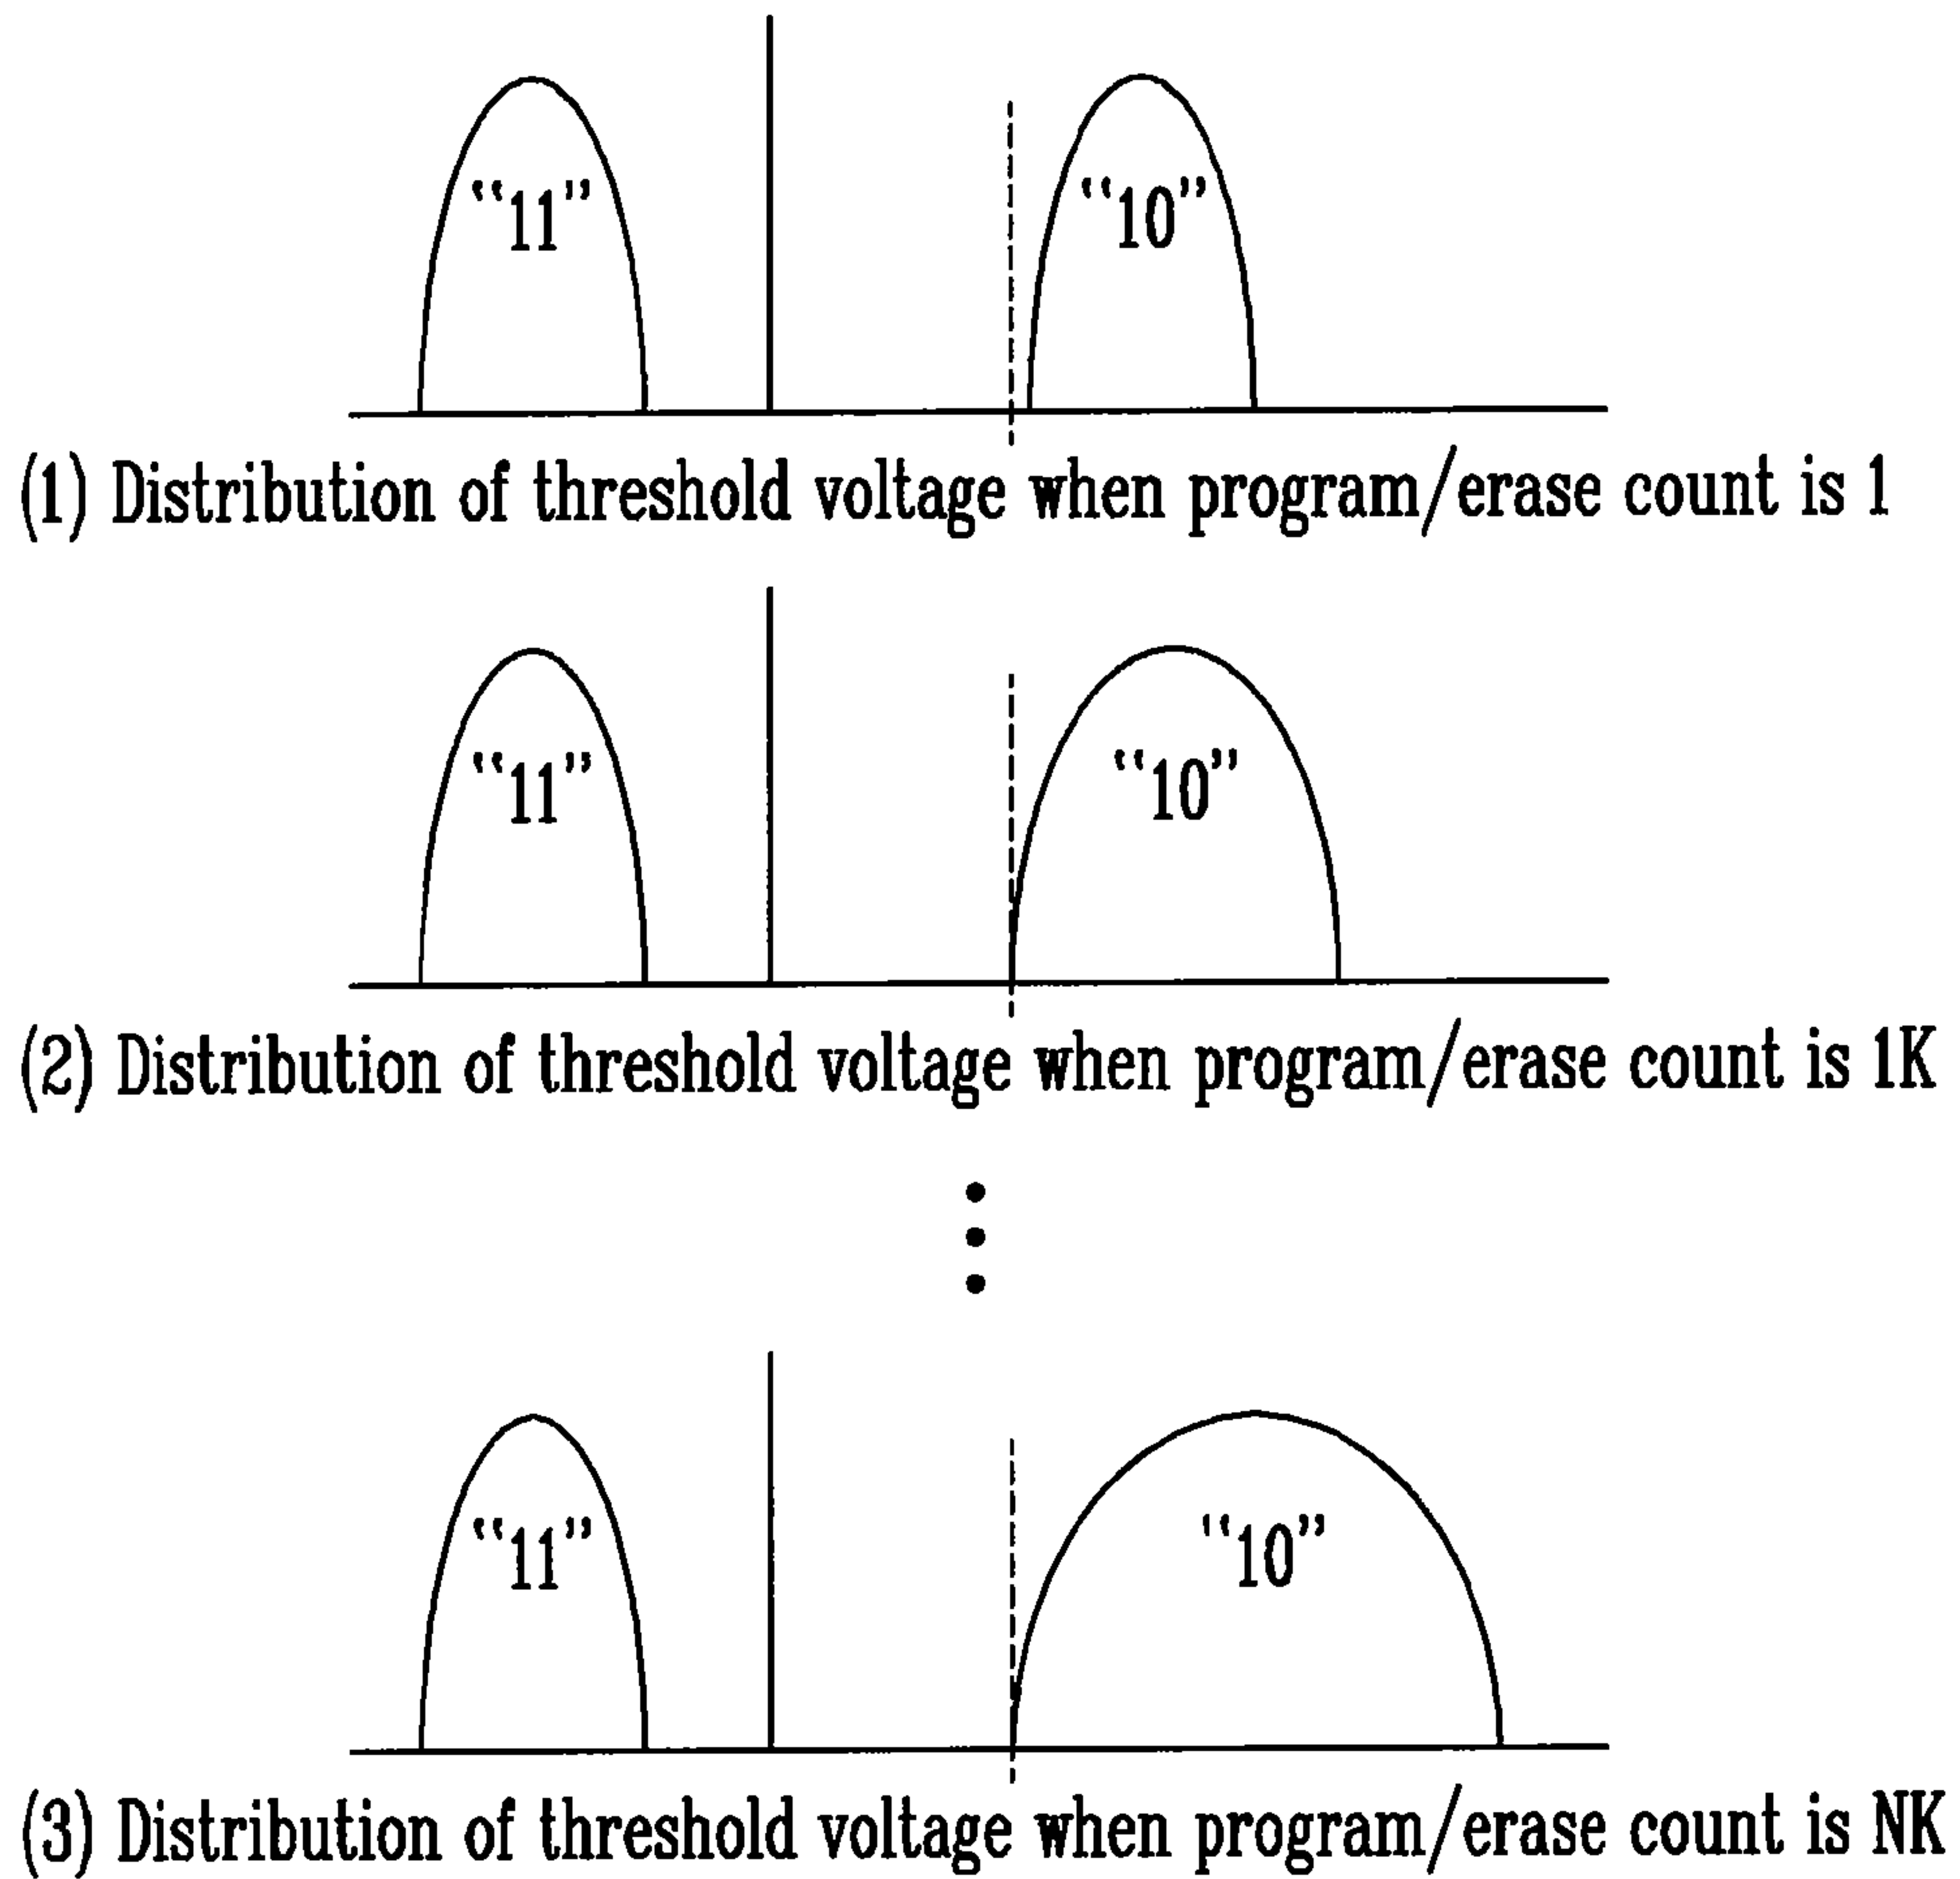 “11”
“10”
(1) Distribution of threshold voltage when program/erase count is 1
“11”
“10”
(2) Distribution of threshold voltage when program/erase count is 1K
“11”
“10”
(3) Distribution of threshold voltage when program/erase count is NK